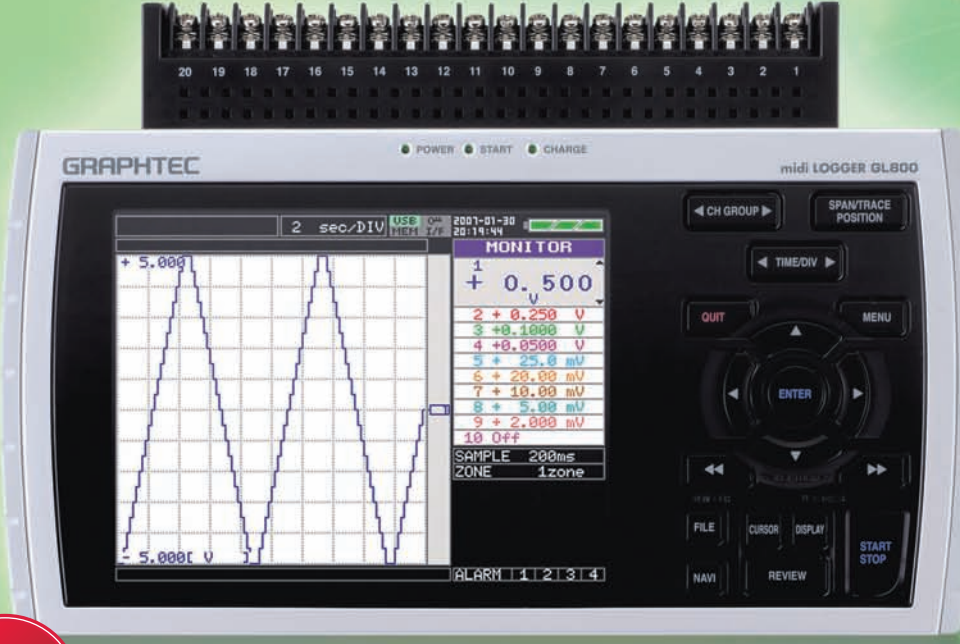 20 19 18 17 16 15 14 13 12 11 10 9 8 7 6 5 4 3 2 1
POWER START CHARGE
GRAPHTEC
midi LOGGER GL800
2 sec/DIV
USB MEM
I/F
2007-01-30
20:19:44
MONITOR
1
+ 0.500
V
2 + 0.250 V
3 +0.1000 V
4 +0.0500 V
5 + 25.0 mV
6 + 20.00 mV
7 + 10.00 mV
8 + 5.00 mV
9 + 2.000 mV
10 Off
SAMPLE 200ms
ZONE 1zone
+ 5.000
- 5.000[ V ]
ALARM 1 2 3 4
CH GROUP
SPAN/TRACE
POSITION
TIME/DIV
QUIT
MENU
ENTER
FILE
CURSOR
DISPLAY
NAVI
REVIEW
START
STOP